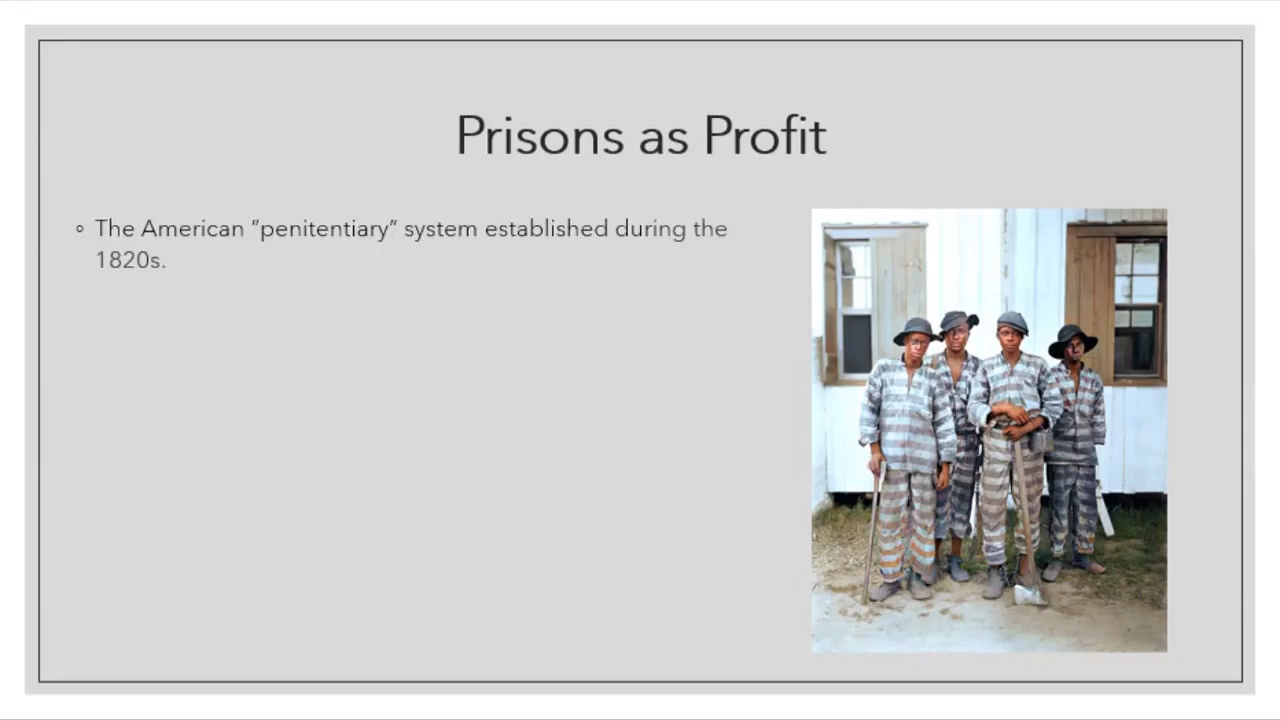 Prisons as Profit
◦ The American “penitentiary” system established during the
1820s.